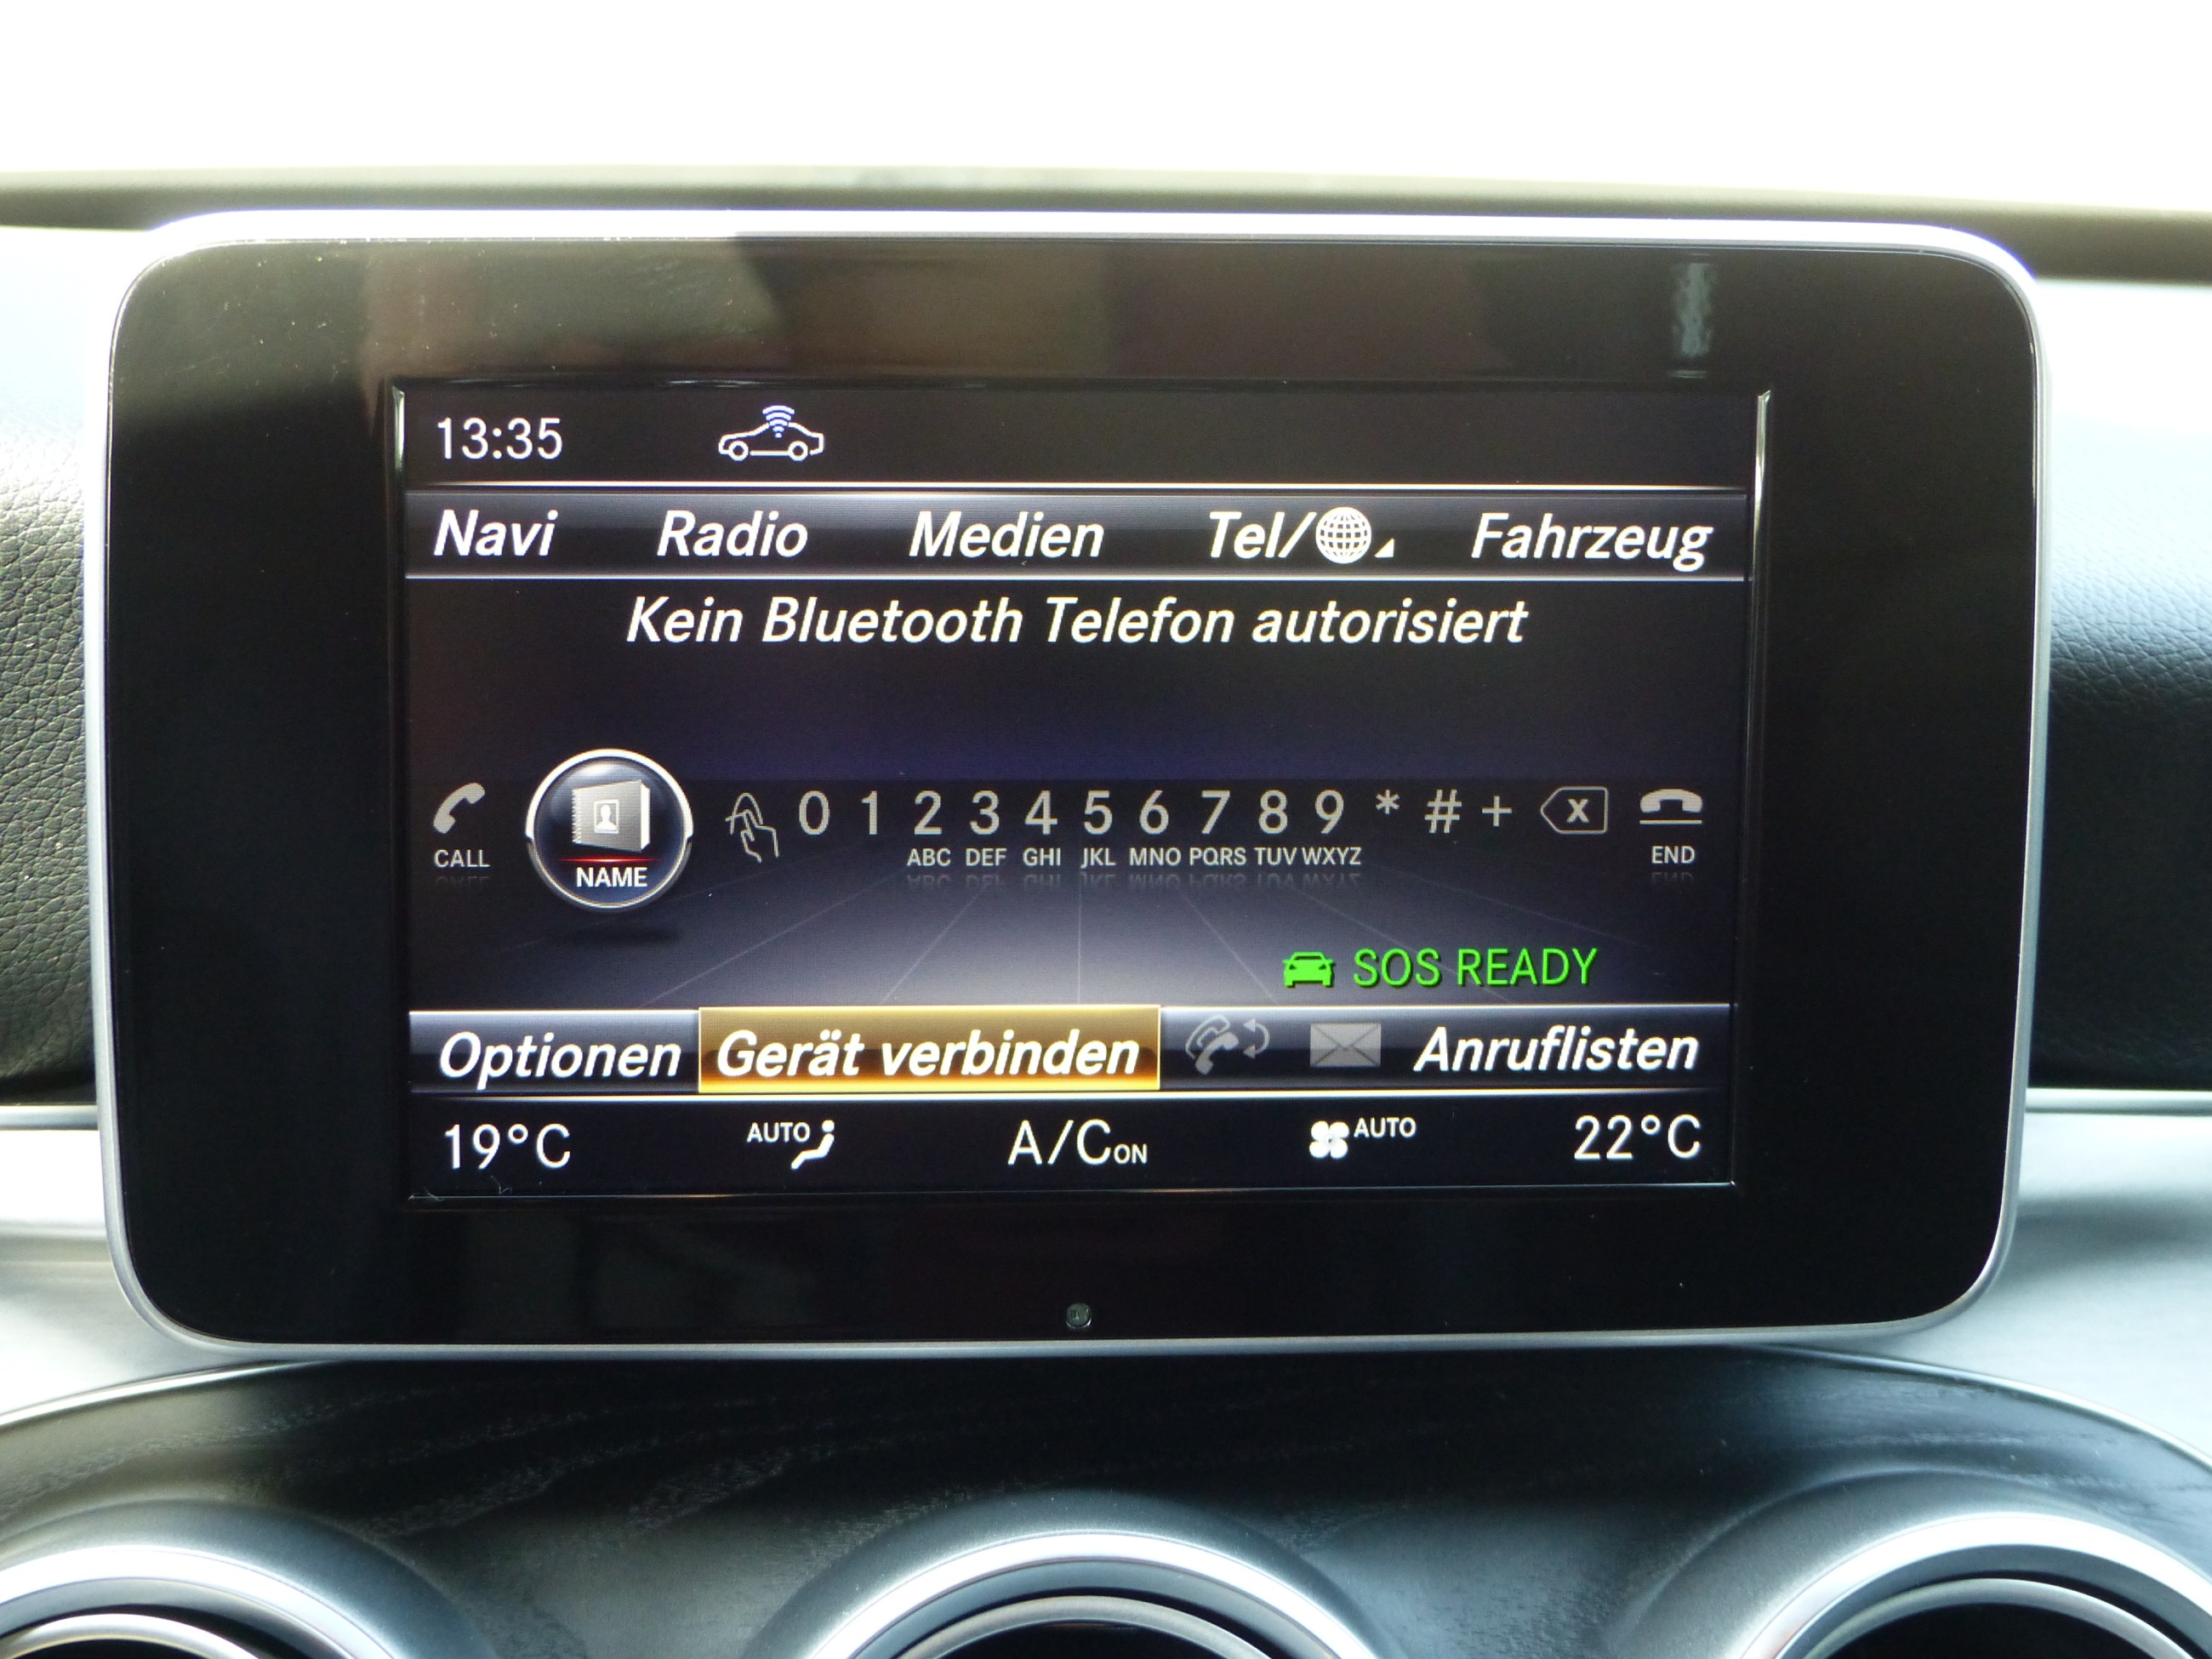 13:35
Navi Radio Medien Tel/ Fahrzeug
Kein Bluetooth Telefon autorisiert
0 1 2 3 4 5 6 7 8 9 * # + X
CALL NAME ABC DEF GHI JKL MNO PQRS TUV WXYZ END
SOS READY
Optionen Gerät verbinden Anruflisten
19°C AUTO A/C ON AUTO 22°C